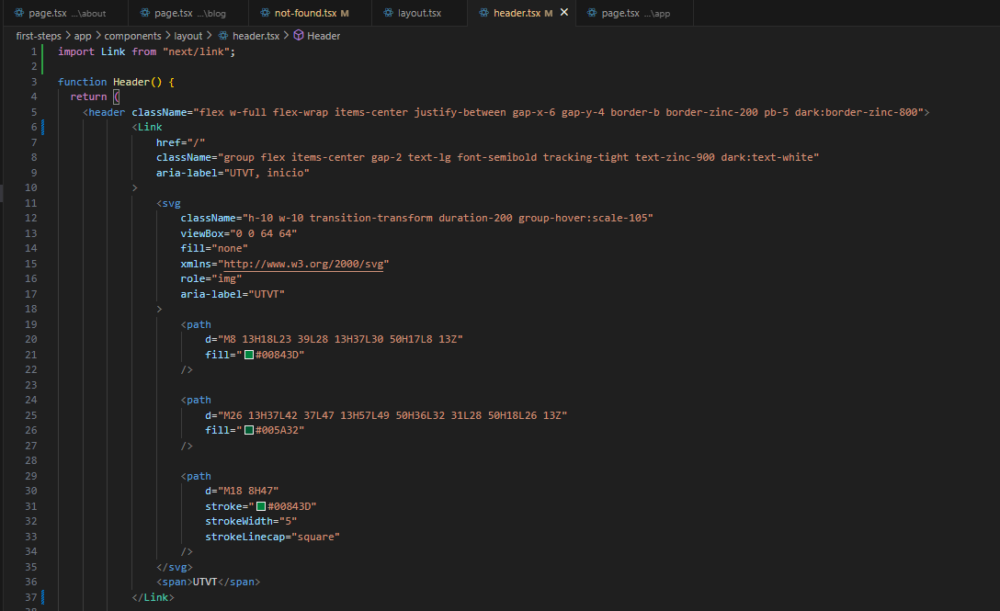 page.tsx ...\about page.tsx ...\blog not-found.tsx M layout.tsx header.tsx M × page.tsx ...\app
first-steps > app > components > layout > header.tsx > Header
1 import Link from "next/link";
2
3 function Header() {
4 return (
5 <header className="flex w-full flex-wrap items-center justify-between gap-x-6 gap-y-4 border-b border-zinc-200 pb-5 dark:border-zinc-800">
6 <Link
7 href="/"
8 className="group flex items-center gap-2 text-lg font-semibold tracking-tight text-zinc-900 dark:text-white"
9 aria-label="UTVT, inicio"
10 >
11 <svg
12 className="h-10 w-10 transition-transform duration-200 group-hover:scale-105"
13 viewBox="0 0 64 64"
14 fill="none"
15 xmlns="http://www.w3.org/2000/svg"
16 role="img"
17 aria-label="UTVT"
18 >
19 <path
20 d="M8 13H18L23 39L28 13H37L30 50H17L8 13Z"
21 fill="#00843D"
22 />
23
24 <path
25 d="M26 13H37L42 37L47 13H57L49 50H36L32 31L28 50H18L26 13Z"
26 fill="#005A32"
27 />
28
29 <path
30 d="M18 8H47"
31 stroke="#00843D"
32 strokeWidth="5"
33 strokeLinecap="square"
34 />
35 </svg>
36 <span>UTVT</span>
37 </Link>